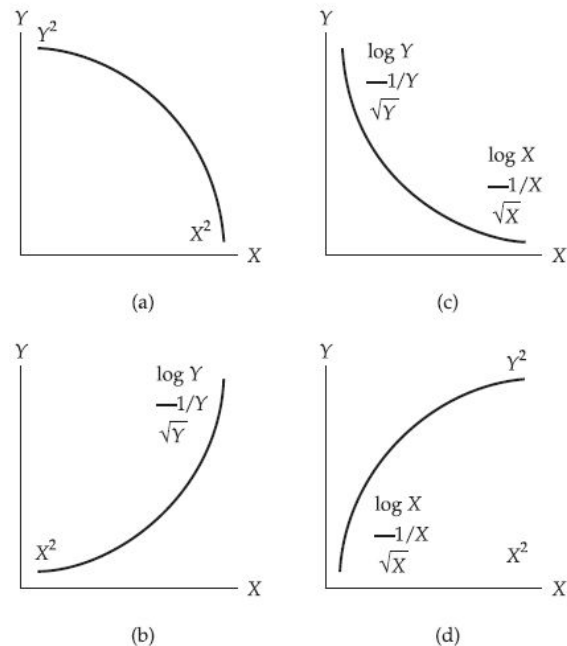 Y
Y²
X²
X
(a)
Y
log Y
—1/Y
√Y
log X
—1/X
√X
X
(c)
Y
log Y
—1/Y
√Y
X²
X
(b)
Y
Y²
log X
—1/X
√X
X²
X
(d)